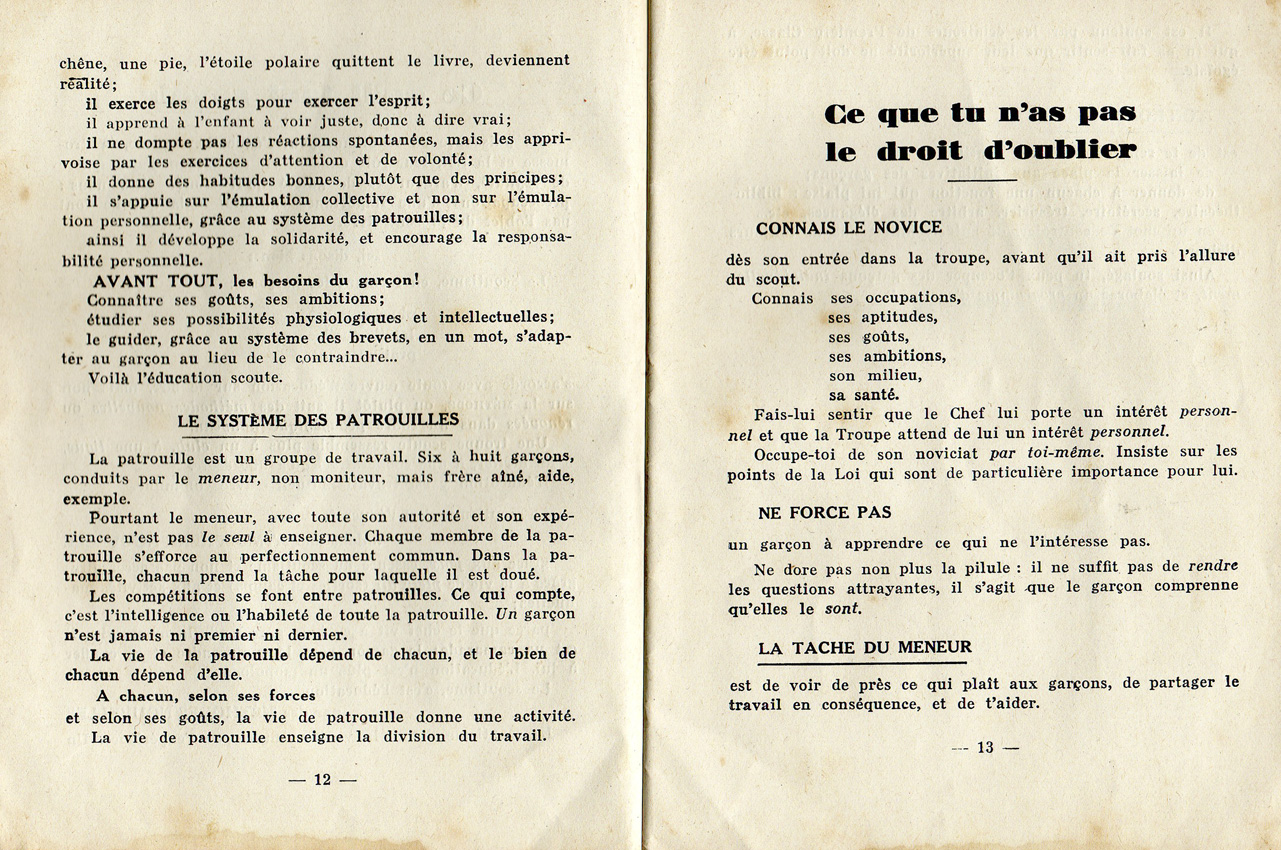 chêne, une pie, l'étoile polaire quittent le livre, deviennent
réalité;
il exerce les doigts pour exercer l'esprit;
il apprend à l'enfant à voir juste, donc à dire vrai;
il ne dompte pas les réactions spontanées, mais les appri-
voise par les exercices d'attention et de volonté;
il donne des habitudes bonnes, plutôt que des principes;
il s'appuie sur l'émulation collective et non sur l'émula-
tion personnelle, grâce au système des patrouilles;
ainsi il développe la solidarité, et encourage la responsa-
bilité personnelle.
AVANT TOUT, les besoins du garçon!
Connaître ses goûts, ses ambitions;
étudier ses possibilités physiologiques et intellectuelles;
le guider, grâce au système des brevets, en un mot, s'adap-
ter au garçon au lieu de le contraindre...
Voilà l'éducation scoute.
LE SYSTÈME DES PATROUILLES
La patrouille est un groupe de travail. Six à huit garçons,
conduits par le meneur, non moniteur, mais frère aîné, aide,
exemple.
Pourtant le meneur, avec toute son autorité et son expé-
rience, n'est pas le seul à enseigner. Chaque membre de la pa-
trouille s'efforce au perfectionnement commun. Dans la pa-
trouille, chacun prend la tâche pour laquelle il est doué.
Les compétitions se font entre patrouilles. Ce qui compte,
c'est l'intelligence ou l'habileté de toute la patrouille. Un garçon
n'est jamais ni premier ni dernier.
La vie de la patrouille dépend de chacun, et le bien de
chacun dépend d'elle.
A chacun, selon ses forces
et selon ses goûts, la vie de patrouille donne une activité.
La vie de patrouille enseigne la division du travail.
— 12 —
Ce que tu n'as pas
le droit d'oublier
CONNAIS LE NOVICE
dès son entrée dans la troupe, avant qu'il ait pris l'allure
du scout.
Connais ses occupations,
ses aptitudes,
ses goûts,
ses ambitions,
son milieu,
sa santé.
Fais-lui sentir que le Chef lui porte un intérêt person-
nel et que la Troupe attend de lui un intérêt personnel.
Occupe-toi de son noviciat par toi-même. Insiste sur les
points de la Loi qui sont de particulière importance pour lui.
NE FORCE PAS
un garçon à apprendre ce qui ne l'intéresse pas.
Ne dore pas non plus la pilule : il ne suffit pas de rendre
les questions attrayantes, il s'agit que le garçon comprenne
qu'elles le sont.
LA TACHE DU MENEUR
est de voir de près ce qui plaît aux garçons, de partager le
travail en conséquence, et de t'aider.
— 13 —